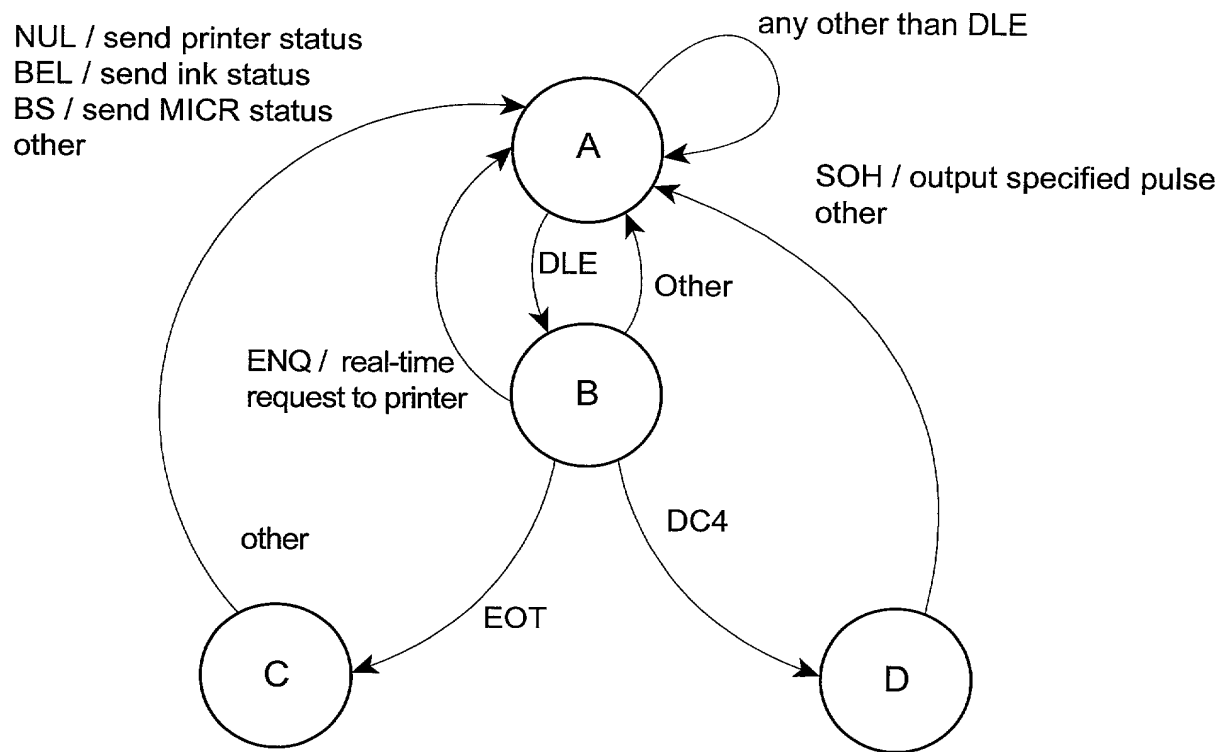 NUL / send printer status
BEL / send ink status
BS / send MICR status
other
any other than DLE
A
SOH / output specified pulse
other
DLE
Other
ENQ / real-time
request to printer
B
other
DC4
EOT
C
D